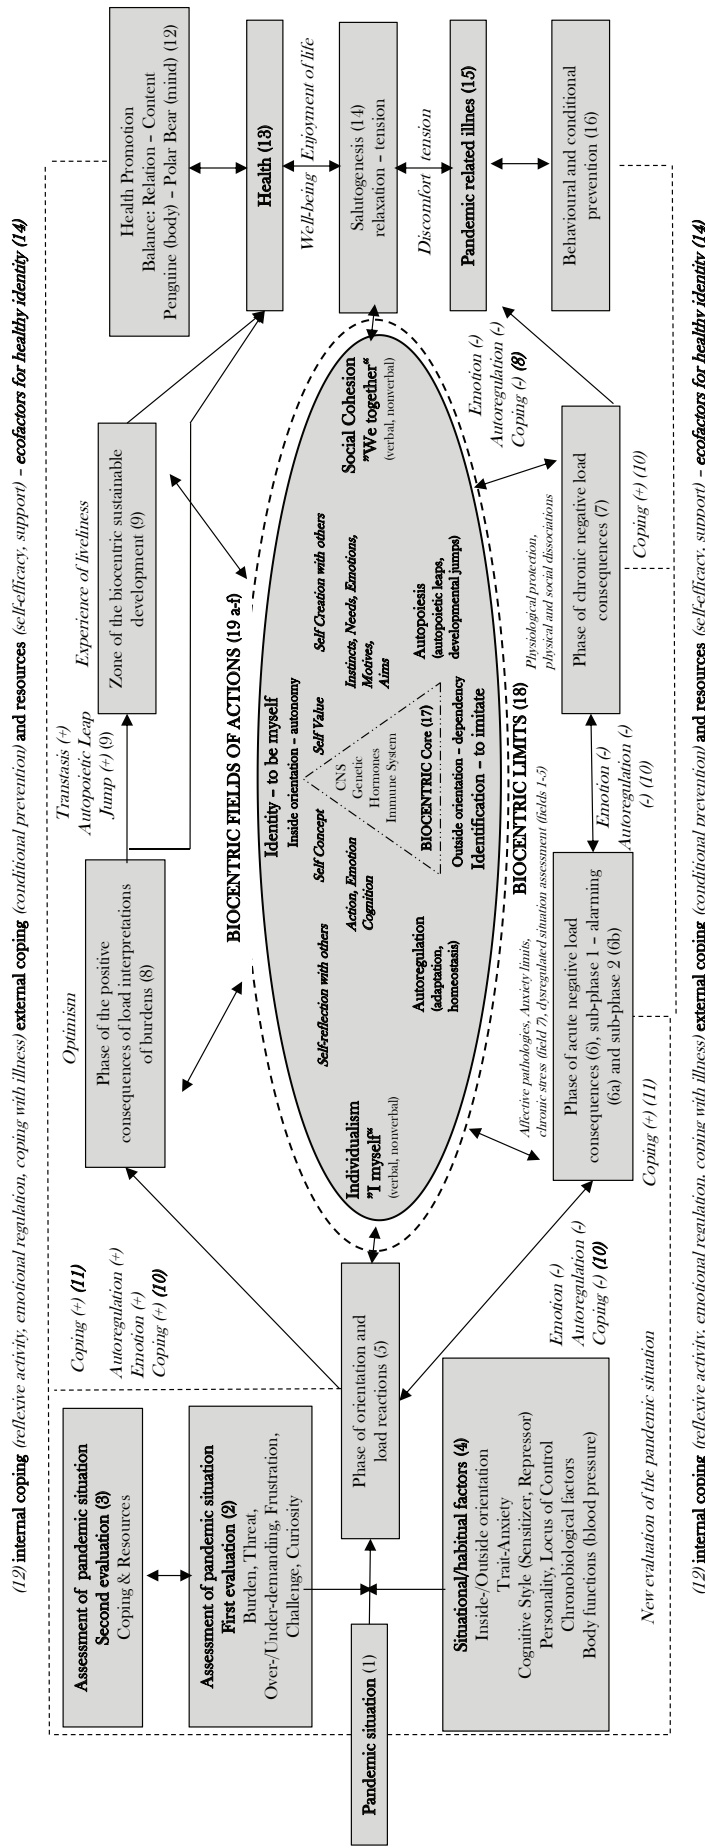 (12) internal coping (reflexive activity, emotional regulation, coping with illness) external coping (conditional prevention) and resources (self-efficacy, support) – ecofactors for healthy identity (14)
Assessment of pandemic situation
Second evaluation (3)
Coping & Resources
Assessment of pandemic situation
First evaluation (2)
Burden, Threat,
Over-/Under-demanding, Frustration,
Challenge, Curiosity
Pandemic situation (1)
Situational/habitual factors (4)
Inside-/Outside orientation
Trait-Anxiety
Cognitive Style (Sensitizer, Repressor)
Personality, Locus of Control
Chronobiological factors
Body functions (blood pressure)
New evaluation of the pandemic situation
Coping (+) (11)
Autoregulation (+)
Emotion (+)
Coping (+) (10)
Phase of orientation and
load reactions (5)
Emotion (-)
Autoregulation (-)
Coping (-) (10)
Optimism
Phase of the positive
consequences of load interpretations
of burdens (8)
Transtasis (+)
Autopoietic Leap
Jump (+) (9)
Experience of liveliness
Zone of the biocentric sustainable
development (9)
BIOCENTRIC FIELDS OF ACTIONS (19 a-f)
Identity – to be myself
Inside orientation – autonomy
Self-reflection with others
Self Concept
Self Value
Self Creation with others
Individualism
"I myself“
(verbal, nonverbal)
Action, Emotion
Cognition
CNS
Genetic
Hormones
Immune System
Instincts, Needs, Emotions,
Motives,
Aims
Social Cohesion
"We together“
(verbal, nonverbal)
Autoregulation
(adaptation,
homeostasis)
BIOCENTRIC Core (17)
Autopoiesis
(autopoietic leaps,
developmental jumps)
Outside orientation – dependency
Identification – to imitate
BIOCENTRIC LIMITS (18)
Affective pathologies, Anxiety limits,
chronic stress (field 7), dysregulated situation assessment (fields 1-5)
Physiological protection,
physical and social dissociations
Phase of acute negative load
consequences (6), sub-phase 1 – alarming
(6a) and sub-phase 2 (6b)
Coping (+) (11)
Emotion (-)
Autoregulation (-)
(-) (10)
Phase of chronic negative load
consequences (7)
Coping (+) (10)
Emotion (-)
Autoregulation (-)
Coping (-) (8)
Health Promotion
Balance: Relation – Content
Penguine (body) – Polar Bear (mind) (12)
Health (13)
Well-being Enjoyment of life
Salutogenesis (14)
relaxation – tension
Discomfort tension
Pandemic related illnes (15)
Behavioural and conditional
prevention (16)
(12) internal coping (reflexive activity, emotional regulation, coping with illness) external coping (conditional prevention) and resources (self-efficacy, support) – ecofactors for healthy identity (14)